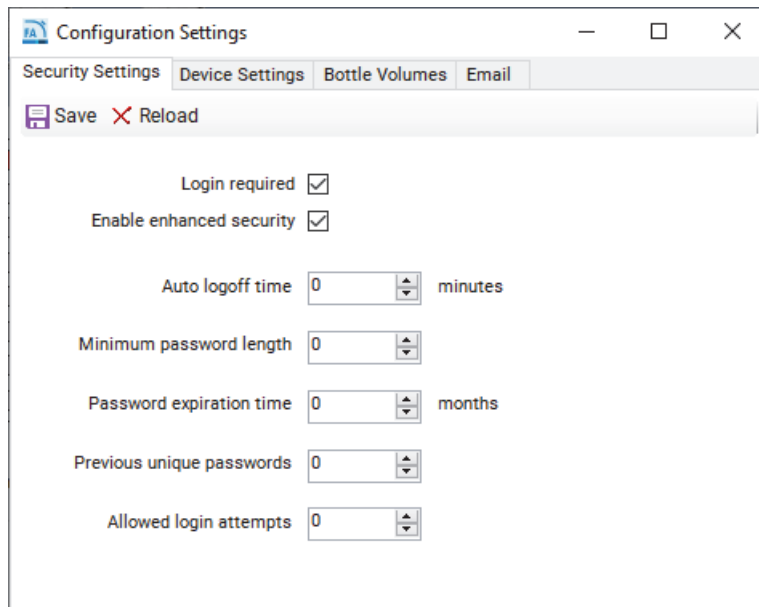 FA Configuration Settings
Security Settings Device Settings Bottle Volumes Email
Save Reload
Login required
Enable enhanced security
Auto logoff time 0 minutes
Minimum password length 0
Password expiration time 0 months
Previous unique passwords 0
Allowed login attempts 0